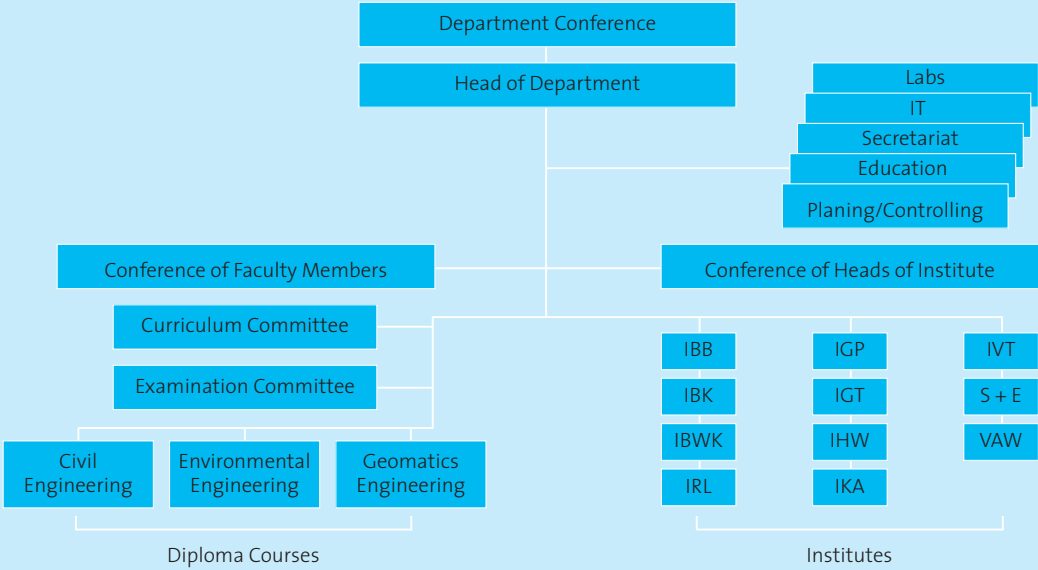 Department Conference
Head of Department
Labs
IT
Secretariat
Education
Planing/Controlling
Conference of Faculty Members
Conference of Heads of Institute
Curriculum Committee
Examination Committee
Civil
Engineering
Environmental
Engineering
Geomatics
Engineering
Diploma Courses
IBB
IBK
IBWK
IRL
IGP
IGT
IHW
IKA
IVT
S + E
VAW
Institutes